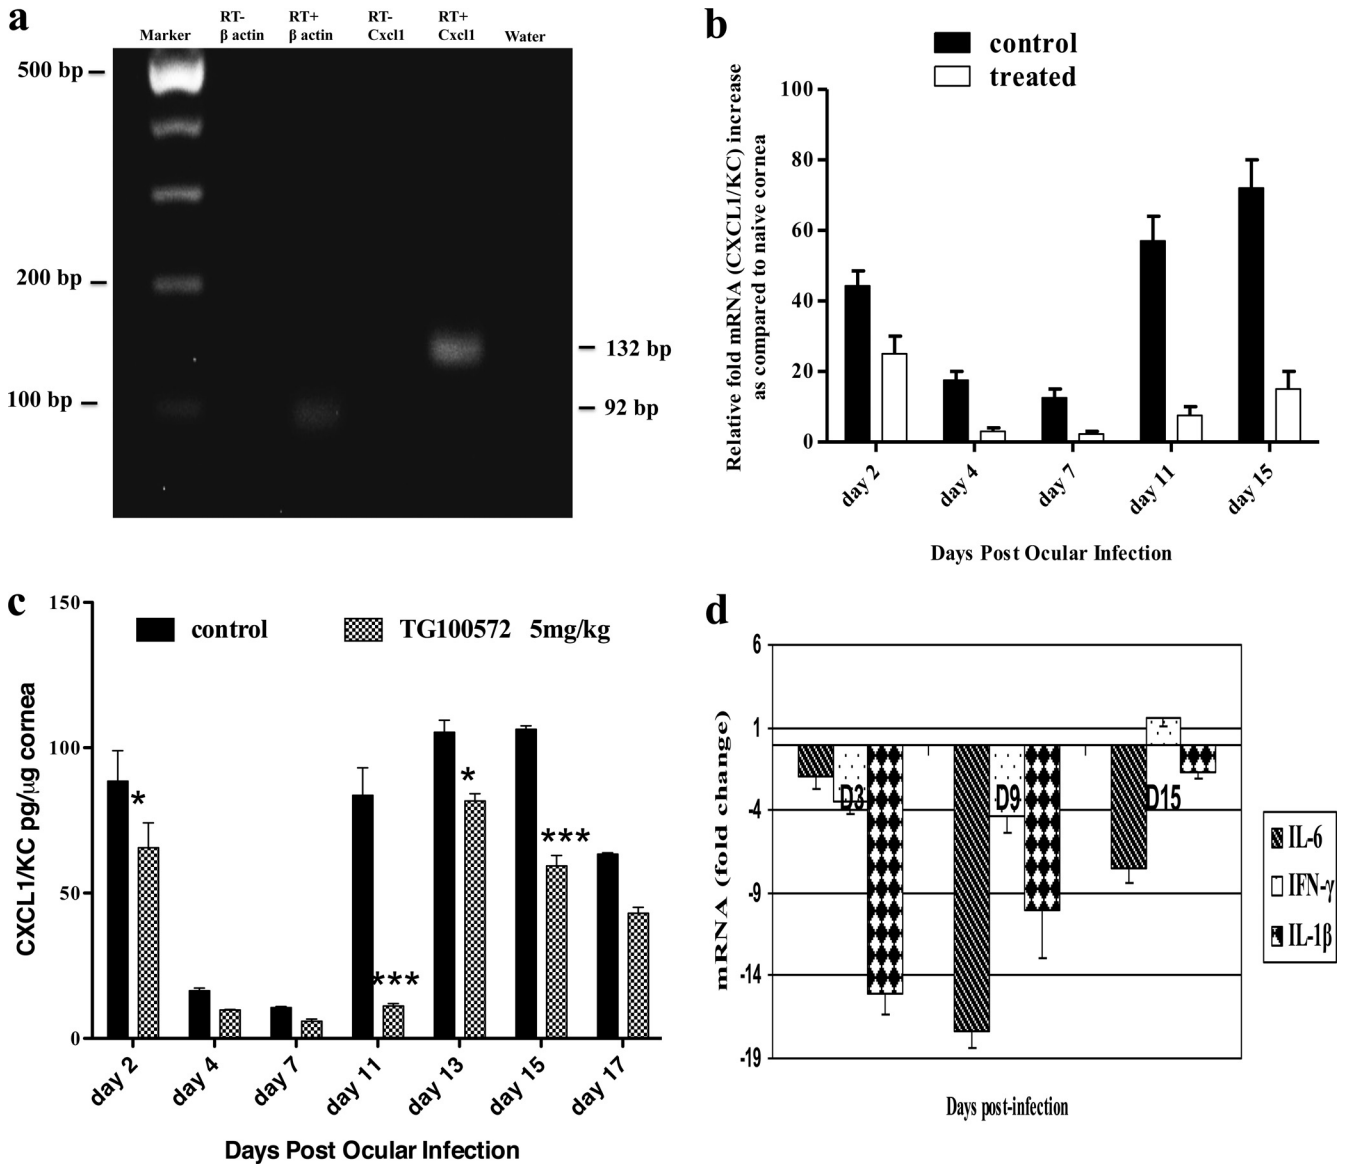 a
Marker
RT-
β actin
RT+
β actin
RT-
Cxcl1
RT+
Cxcl1
Water
500 bp
200 bp
100 bp
132 bp
92 bp
b
control
treated
Relative fold mRNA (CXCL1/KC) increase
as compared to naive cornea
100
80
60
40
20
0
day 2
day 4
day 7
day 11
day 15
Days Post Ocular Infection
c
control
TG100572 5mg/kg
CXCL1/KC pg/µg cornea
150
100
50
0
*
***
*
***
day 2
day 4
day 7
day 11
day 13
day 15
day 17
Days Post Ocular Infection
d
mRNA (fold change)
6
1
-4
-9
-14
-19
D3
D9
D15
IL-6
IFN-γ
IL-1β
Days post-infection